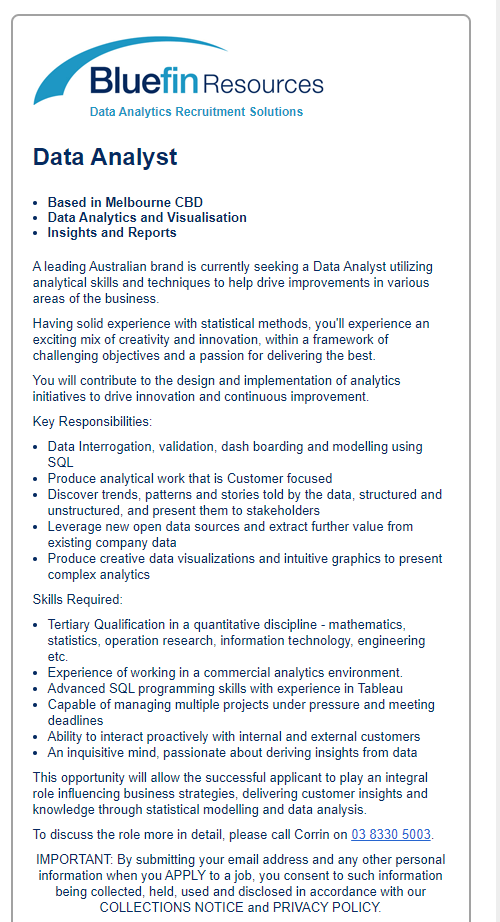 Bluefin Resources
Data Analytics Recruitment Solutions
Data Analyst
• Based in Melbourne CBD
• Data Analytics and Visualisation
• Insights and Reports
A leading Australian brand is currently seeking a Data Analyst utilizing
analytical skills and techniques to help drive improvements in various
areas of the business.
Having solid experience with statistical methods, you'll experience an
exciting mix of creativity and innovation, within a framework of
challenging objectives and a passion for delivering the best.
You will contribute to the design and implementation of analytics
initiatives to drive innovation and continuous improvement.
Key Responsibilities:
• Data Interrogation, validation, dash boarding and modelling using
SQL
• Produce analytical work that is Customer focused
• Discover trends, patterns and stories told by the data, structured and
unstructured, and present them to stakeholders
• Leverage new open data sources and extract further value from
existing company data
• Produce creative data visualizations and intuitive graphics to present
complex analytics
Skills Required:
• Tertiary Qualification in a quantitative discipline - mathematics,
statistics, operation research, information technology, engineering
etc.
• Experience of working in a commercial analytics environment.
• Advanced SQL programming skills with experience in Tableau
• Capable of managing multiple projects under pressure and meeting
deadlines
• Ability to interact proactively with internal and external customers
• An inquisitive mind, passionate about deriving insights from data
This opportunity will allow the successful applicant to play an integral
role influencing business strategies, delivering customer insights and
knowledge through statistical modelling and data analysis.
To discuss the role more in detail, please call Corrin on 03 8330 5003.
IMPORTANT: By submitting your email address and any other personal
information when you APPLY to a job, you consent to such information
being collected, held, used and disclosed in accordance with our
COLLECTIONS NOTICE and PRIVACY POLICY.